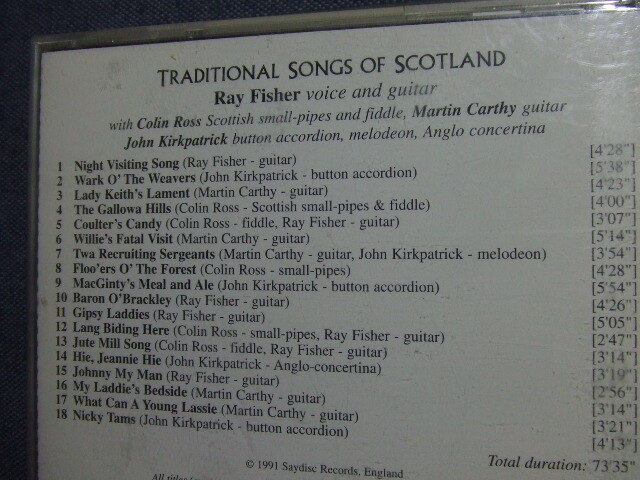 TRADITIONAL SONGS OF SCOTLAND
Ray Fisher voice and guitar
with Colin Ross Scottish small-pipes and fiddle, Martin Carthy guitar
John Kirkpatrick button accordion, melodeon, Anglo concertina
1 Night Visiting Song (Ray Fisher - guitar) [4'28"]
2 Wark O' The Weavers (John Kirkpatrick - button accordion) [5'38"]
3 Lady Keith's Lament (Martin Carthy - guitar) [4'23"]
4 The Gallowa Hills (Colin Ross - Scottish small-pipes & fiddle) [4'00"]
5 Coulter's Candy (Colin Ross - fiddle, Ray Fisher - guitar) [3'07"]
6 Willie's Fatal Visit (Martin Carthy - guitar) [5'14"]
7 Twa Recruiting Sergeants (Martin Carthy - guitar, John Kirkpatrick - melodeon) [3'54"]
8 Floo'ers O' The Forest (Colin Ross - small-pipes) [4'28"]
9 MacGinty's Meal and Ale (John Kirkpatrick - button accordion) [5'54"]
10 Baron O'Brackley (Ray Fisher - guitar) [4'26"]
11 Gipsy Laddies (Ray Fisher - guitar) [5'05"]
12 Lang Biding Here (Colin Ross - small-pipes, Ray Fisher - guitar) [2'47"]
13 Jute Mill Song (Colin Ross - fiddle, Ray Fisher - guitar) [3'14"]
14 Hie, Jeannie Hie (John Kirkpatrick - Anglo-concertina) [3'19"]
15 Johnny My Man (Ray Fisher - guitar) [2'56"]
16 My Laddie's Bedside (Martin Carthy - guitar) [3'14"]
17 What Can A Young Lassie (Martin Carthy - guitar) [3'21"]
18 Nicky Tams (John Kirkpatrick - button accordion) [4'13"]
Total duration: 73'35"
© 1991 Saydisc Records, England
All titles